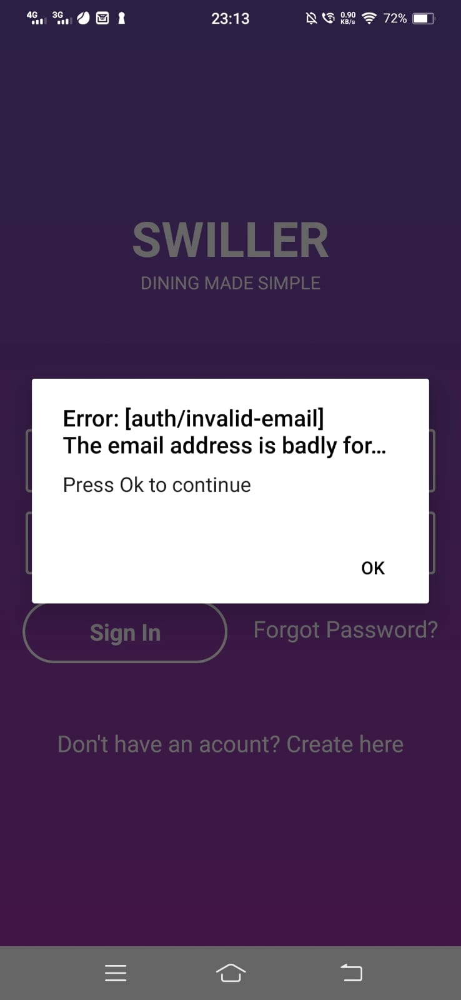 4G 3G 23:13 0.90 KB/s 72%
SWILLER
DINING MADE SIMPLE
Error: [auth/invalid-email]
The email address is badly for...
Press Ok to continue
OK
Sign In Forgot Password?
Don't have an acount? Create here